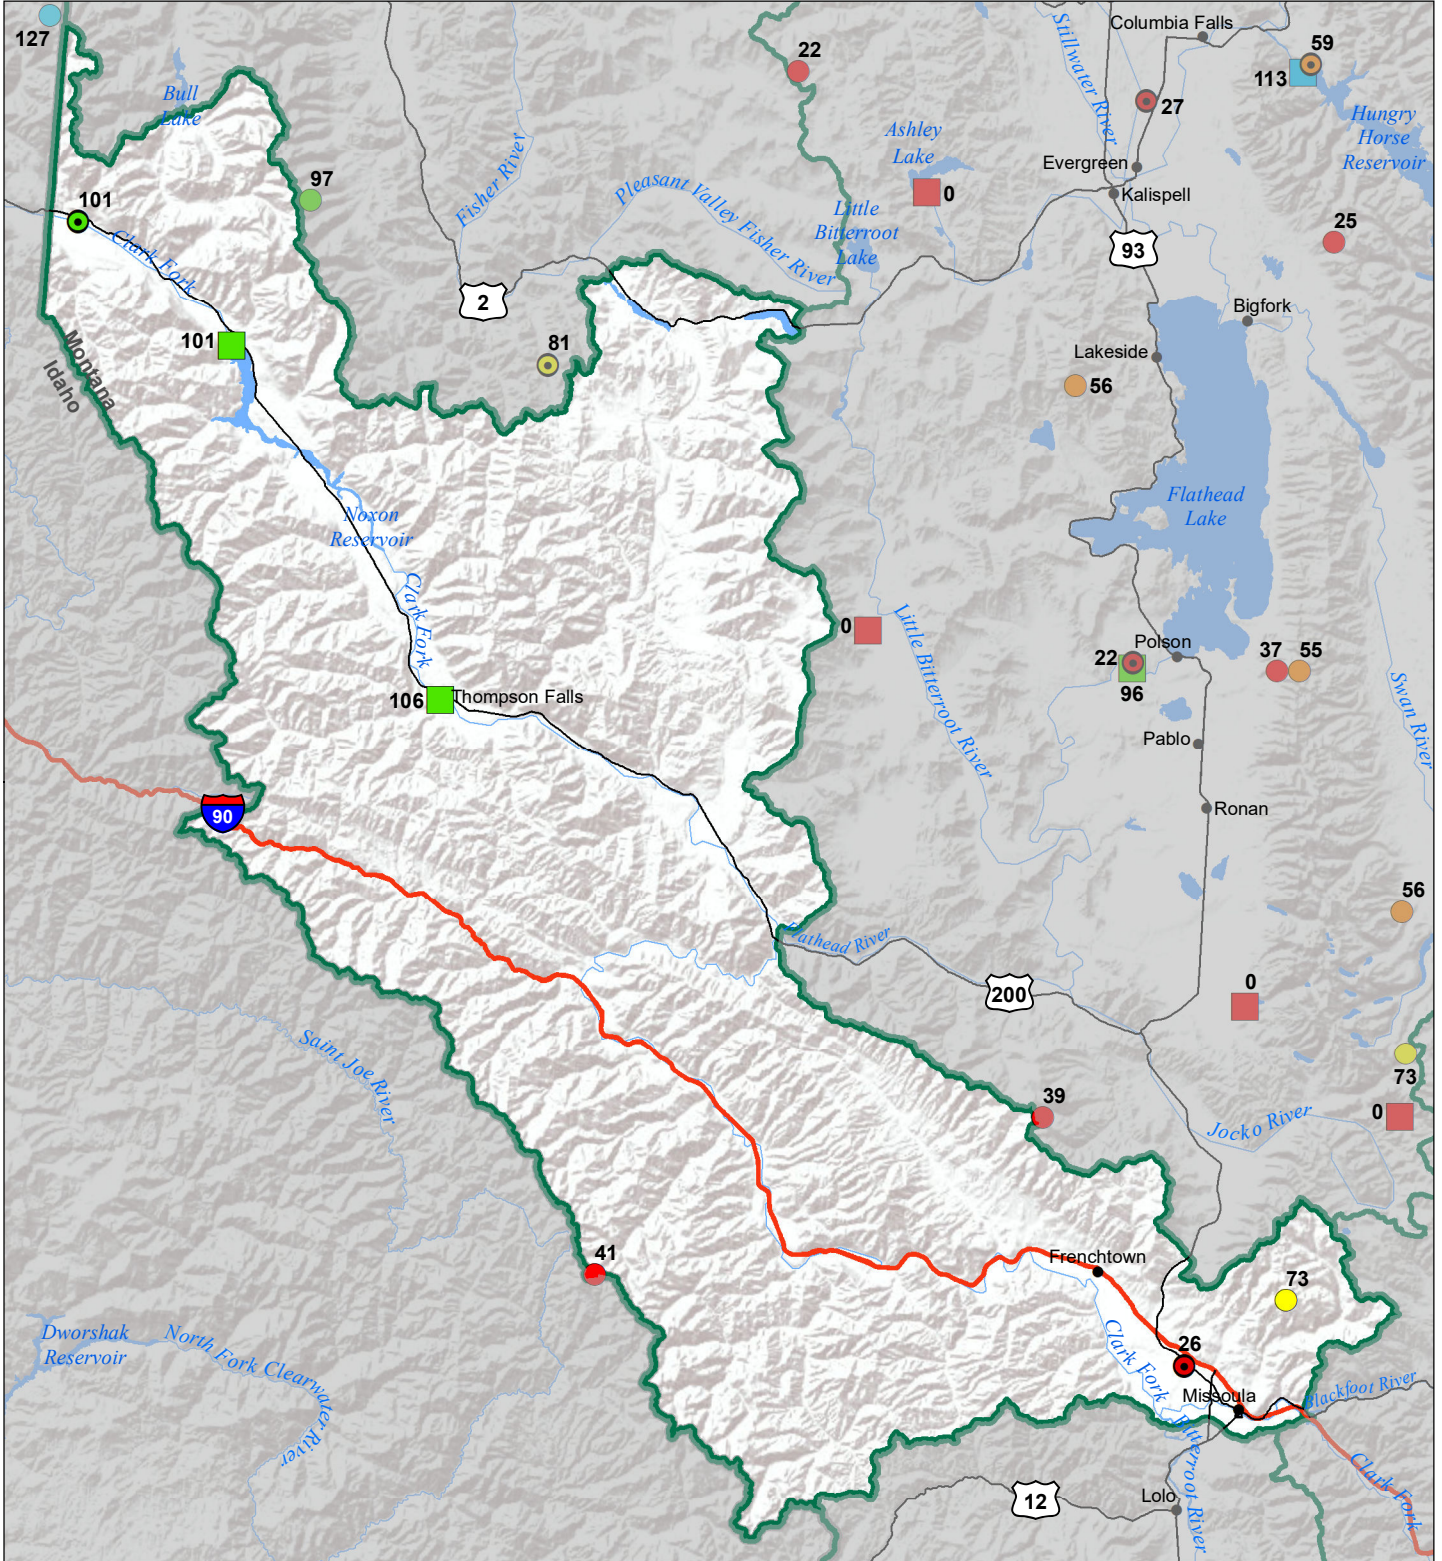 127
Bull
Lake
22
Stillwater River
Columbia Falls
59
113
27
Hungry
Horse
Reservoir
Ashley
Lake
Evergreen
Kalispell
0
97
101
Clark Fork
Fisher River
Pleasant Valley Fisher River
Little
Bitterroot
Lake
93
25
2
Bigfork
101
Montana
Idaho
81
Lakeside
56
Flathead
Lake
Noxon
Reservoir
Clark Fork
0
Little Bitterroot River
Polson
22
96
37
55
Swan River
106
Thompson Falls
Pablo
Ronan
90
56
Flathead River
200
0
73
0
Saint Joe River
39
Jocko River
41
Frenchtown
73
Dworshak
Reservoir
North Fork Clearwater
River
Clark Fork
26
Missoula
Blackfoot River
Bitterroot River
Clark Fork
12
Lolo